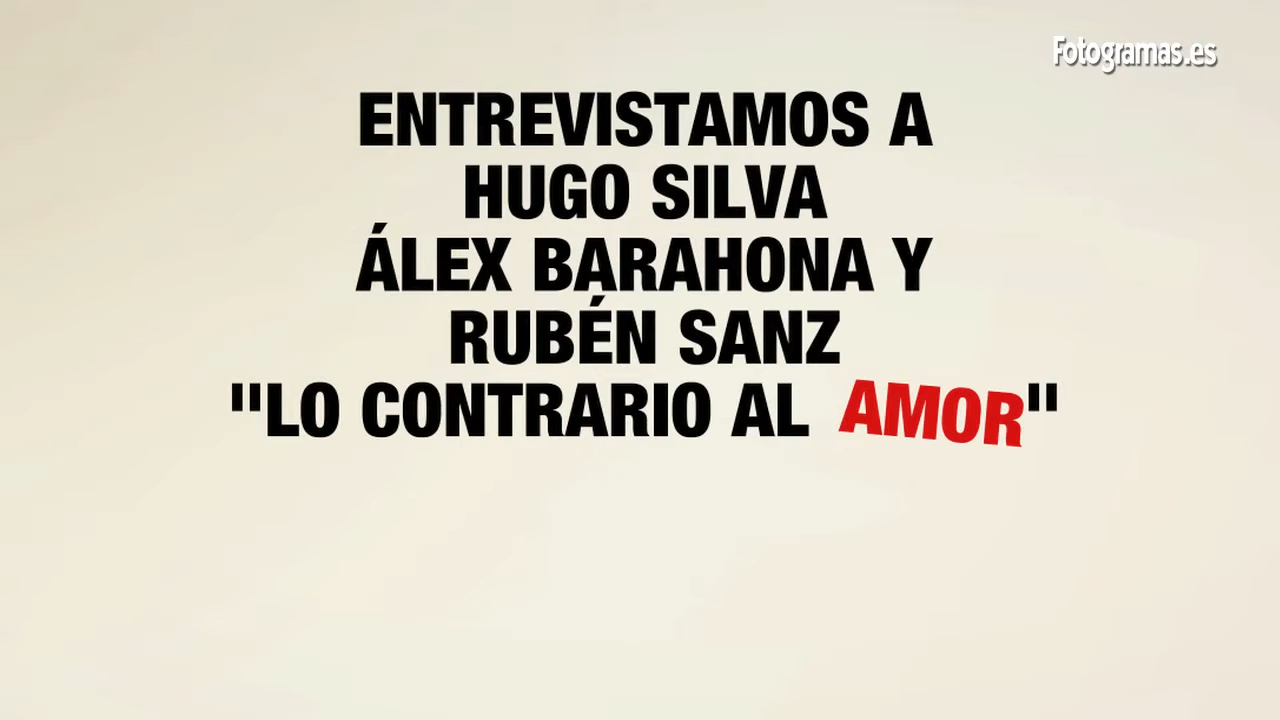 Fotogramas.es
ENTREVISTAMOS A
HUGO SILVA
ÁLEX BARAHONA Y
RUBÉN SANZ
"LO CONTRARIO AL AMOR"